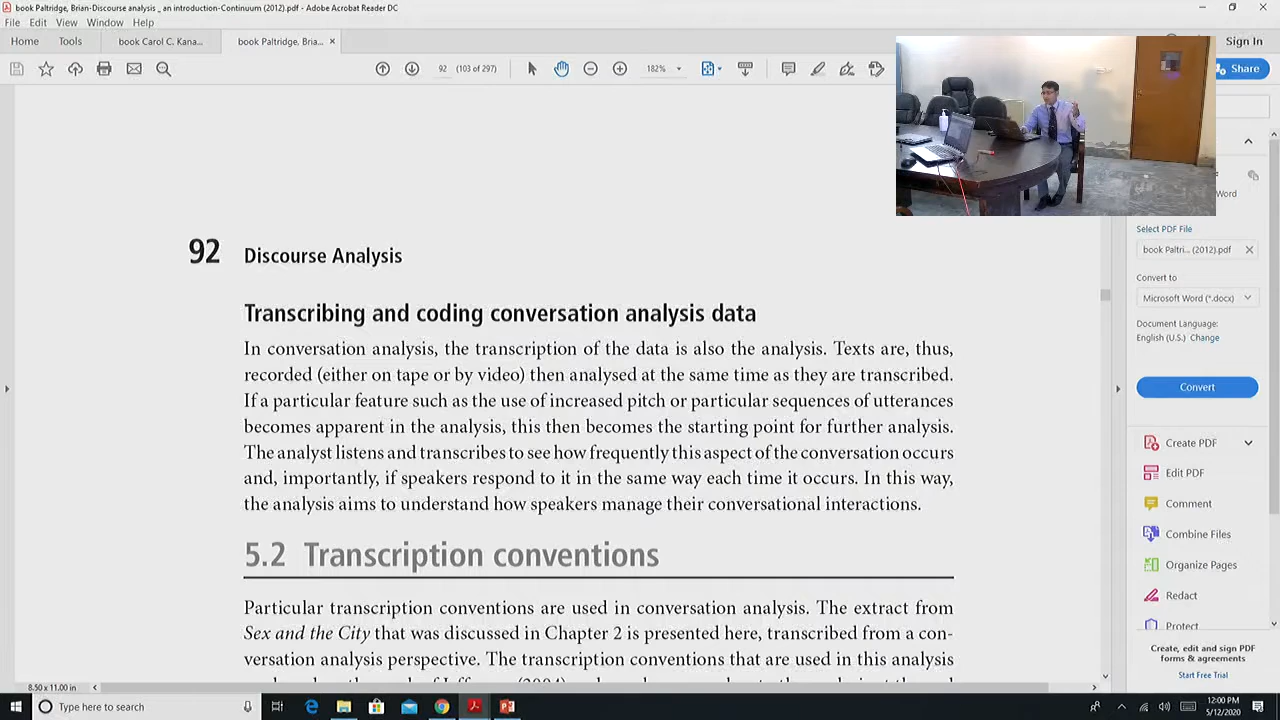 book Paltridge, Brian-Discourse analysis _ an introduction-Continuum (2012).pdf - Adobe Acrobat Reader DC
File Edit View Window Help
Home Tools book Carol C. Kana... book Paltridge, Brian... × Sign In
92 (103 of 297) 182% Share
Word
Select PDF File
book Paltri... (2012).pdf
Convert to
Microsoft Word (*.docx)
Document Language:
English (U.S.) Change
Convert
Create PDF
Edit PDF
Comment
Combine Files
Organize Pages
Redact
Protect
Create, edit and sign PDF
forms & agreements
Start Free Trial
92 Discourse Analysis
Transcribing and coding conversation analysis data
In conversation analysis, the transcription of the data is also the analysis. Texts are, thus,
recorded (either on tape or by video) then analysed at the same time as they are transcribed.
If a particular feature such as the use of increased pitch or particular sequences of utterances
becomes apparent in the analysis, this then becomes the starting point for further analysis.
The analyst listens and transcribes to see how frequently this aspect of the conversation occurs
and, importantly, if speakers respond to it in the same way each time it occurs. In this way,
the analysis aims to understand how speakers manage their conversational interactions.
5.2 Transcription conventions
Particular transcription conventions are used in conversation analysis. The extract from
Sex and the City that was discussed in Chapter 2 is presented here, transcribed from a con-
versation analysis perspective. The transcription conventions that are used in this analysis
8.50 x 11.00 in
Type here to search
12:00 PM
5/12/2020